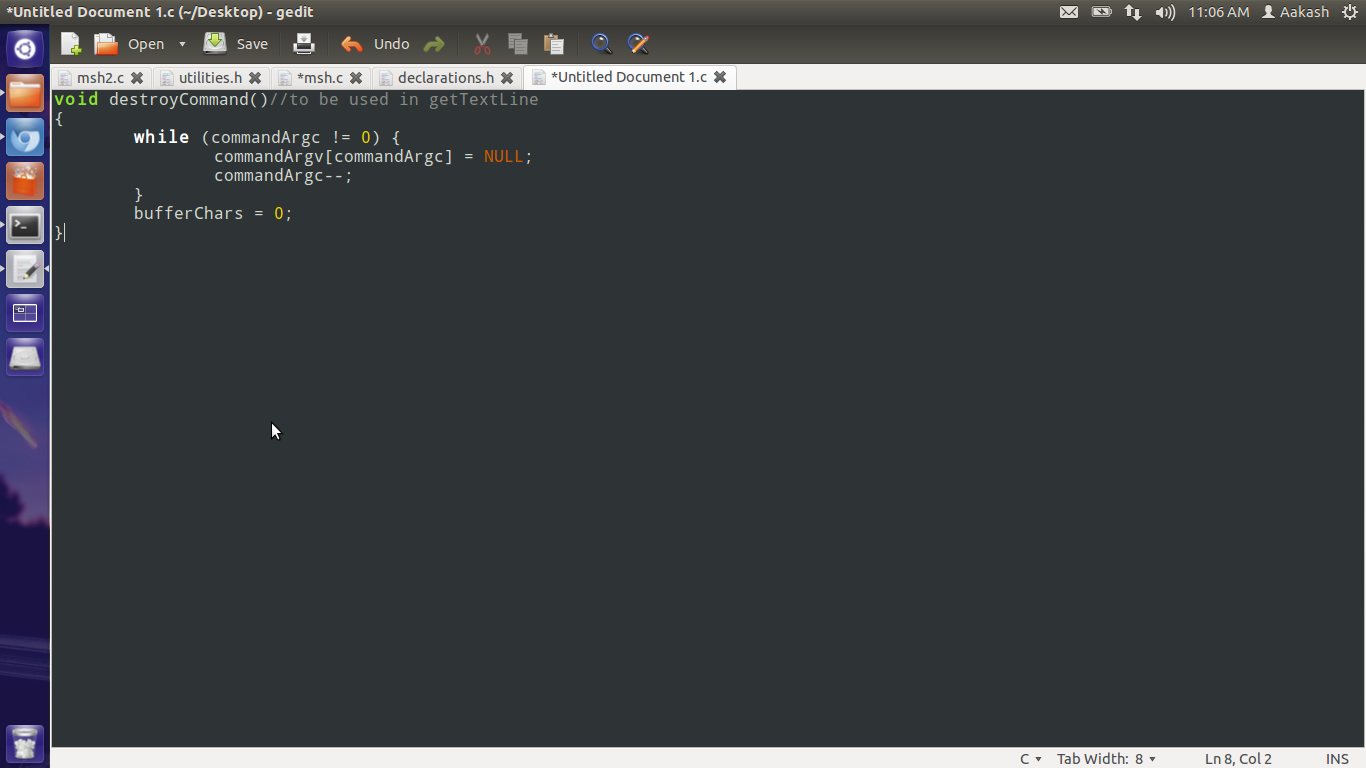 *Untitled Document 1.c (~/Desktop) - gedit
11:06 AM Aakash
Open Save Undo
msh2.c utilities.h *msh.c declarations.h *Untitled Document 1.c
void destroyCommand()//to be used in getTextLine
{
        while (commandArgc != 0) {
                commandArgv[commandArgc] = NULL;
                commandArgc--;
        }
        bufferChars = 0;
}
C Tab Width: 8 Ln 8, Col 2 INS